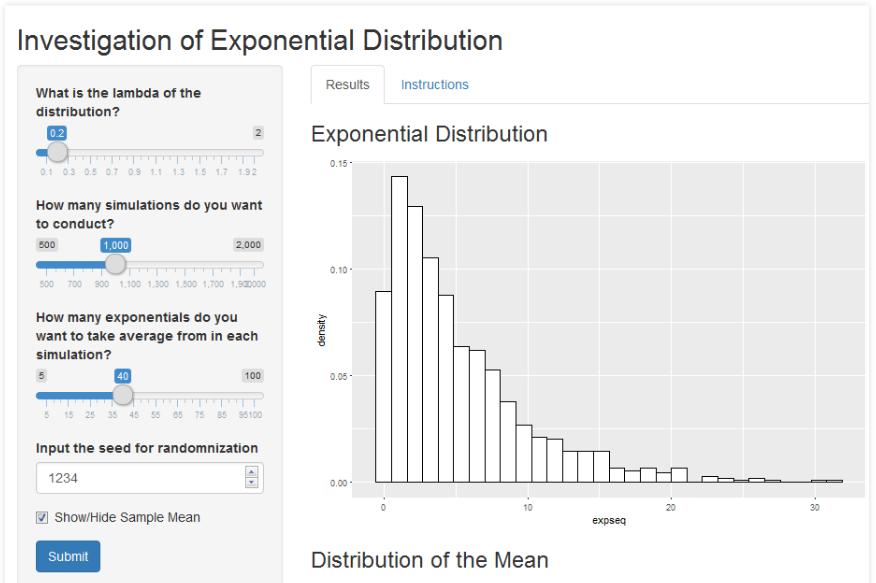 Investigation of Exponential Distribution
What is the lambda of the
distribution?
0.2 2
0.1 0.3 0.5 0.7 0.9 1.1 1.3 1.5 1.7 1.9 2
How many simulations do you want
to conduct?
500 1,000 2,000
500 700 900 1,100 1,300 1,500 1,700 1,900 2,000
How many exponentials do you
want to take average from in each
simulation?
5 40 100
5 15 25 35 45 55 65 75 85 95 100
Input the seed for randomnization
1234
Show/Hide Sample Mean
Submit
Results Instructions
Exponential Distribution
0.15
0.10
0.05
0.00
density
0 10 20 30
expseq
Distribution of the Mean